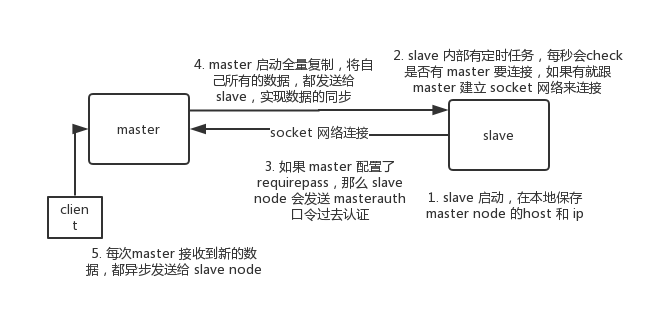 4. master 启动全量复制，将自
己所有的数据，都发送给
slave，实现数据的同步
2. slave 内部有定时任务，每秒会check
是否有 master 要连接，如果有就跟
master 建立 socket 网络来连接
master
socket 网络连接
slave
3. 如果 master 配置了
requirepass，那么 slave
node 会发送 masterauth
口令过去认证
1. slave 启动，在本地保存
master node 的host 和 ip
clien
t
5. 每次master 接收到新的数
据，都异步发送给 slave node